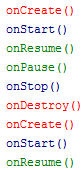 onCreate()
onStart()
onResume()
onPause()
onStop()
onDestroy()
onCreate()
onStart()
onResume()